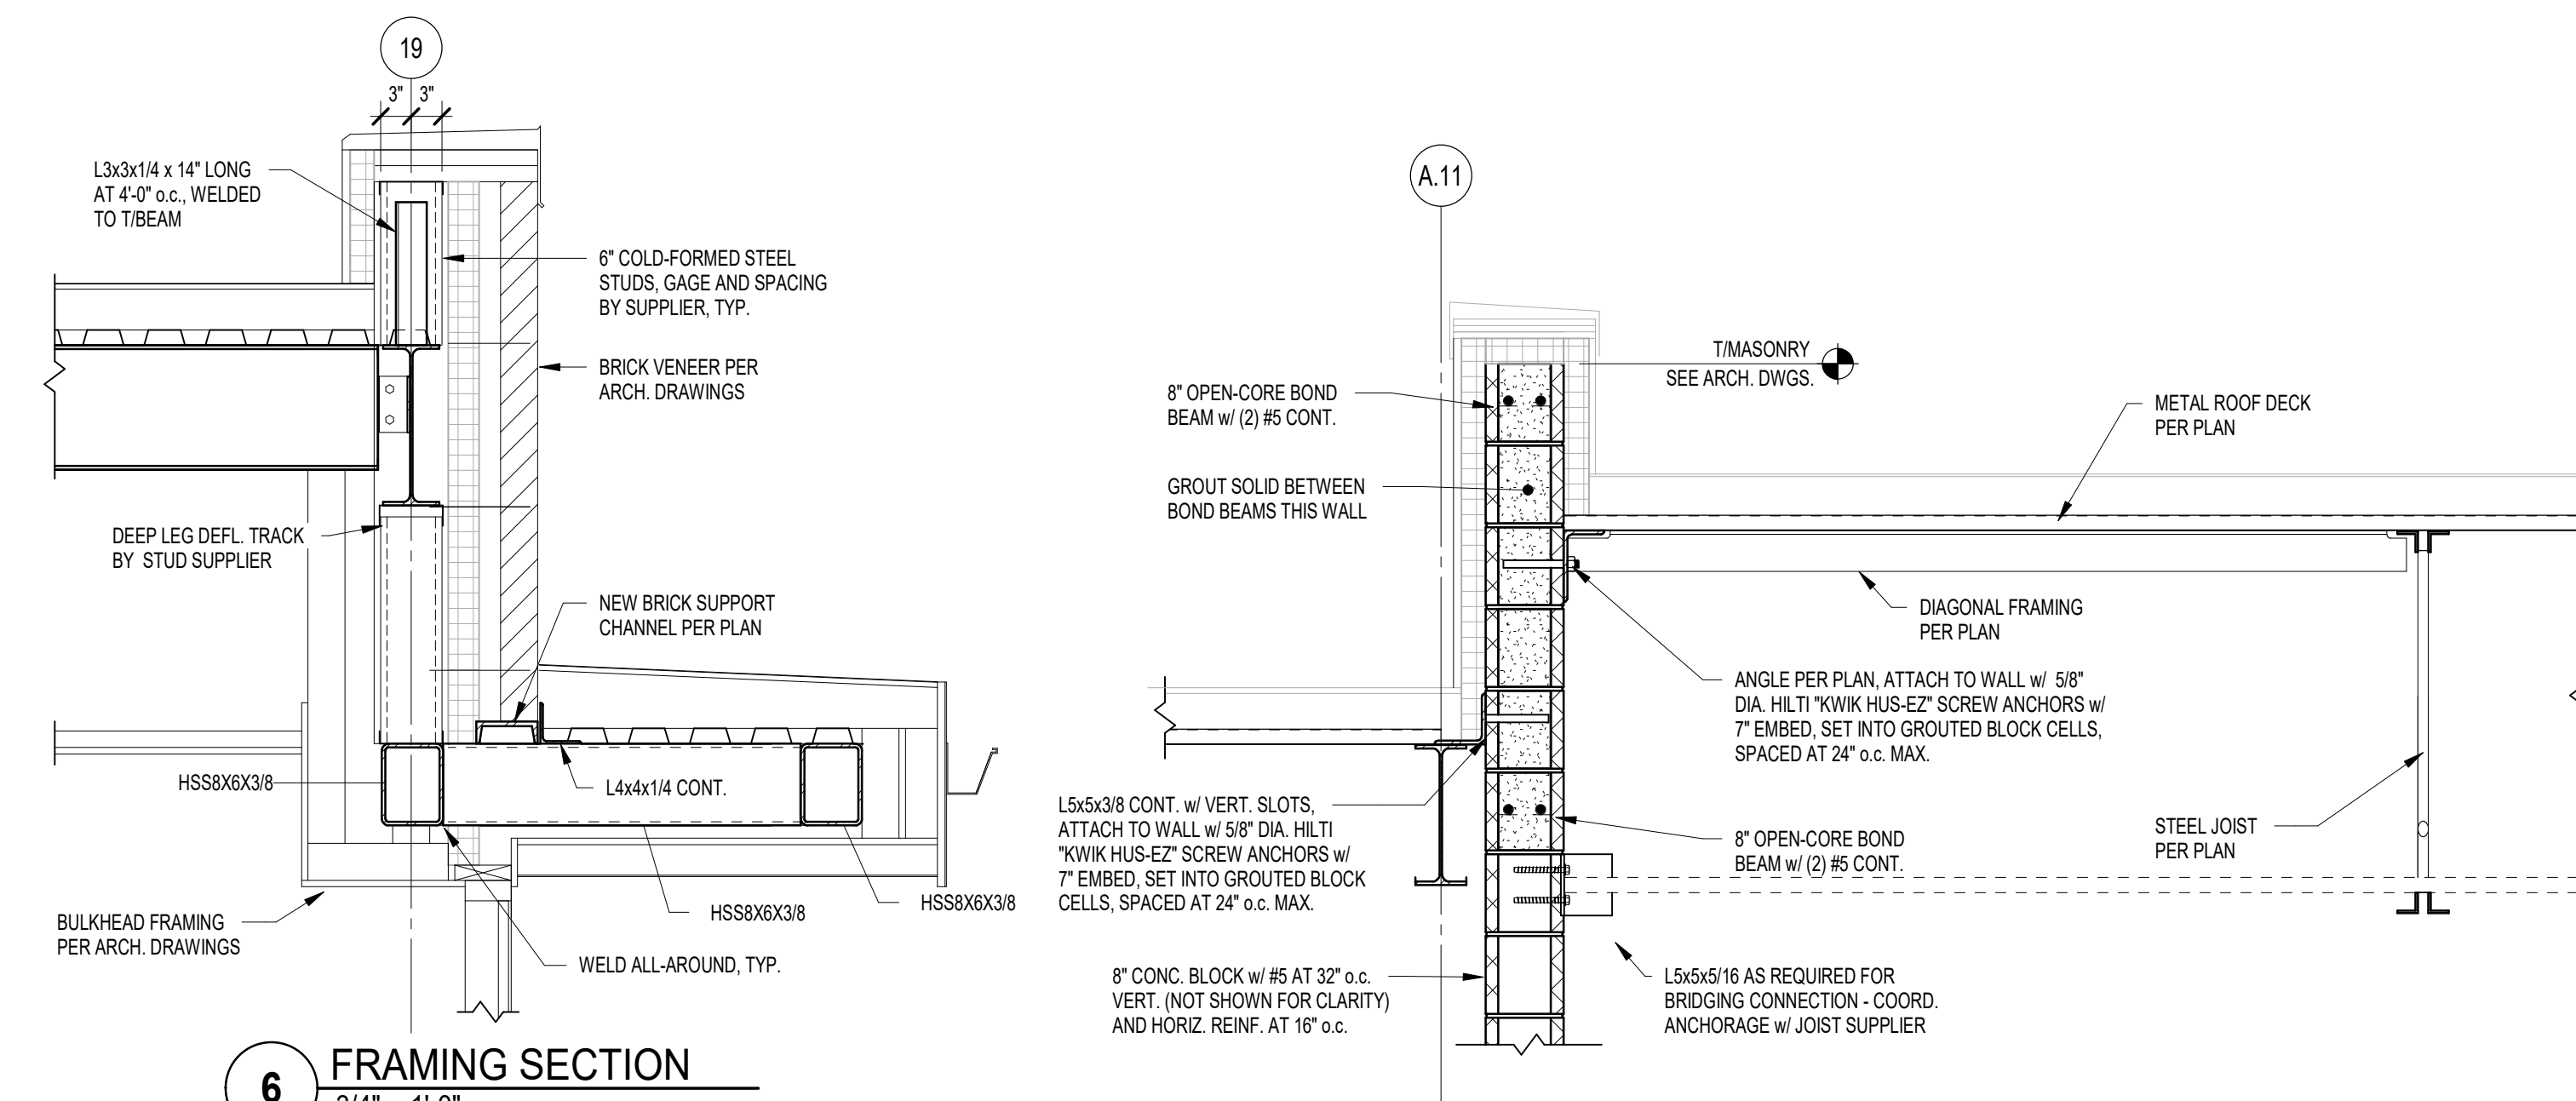 19
3" 3"
L3x3x1/4 x 14" LONG
AT 4'-0" o.c., WELDED
TO T/BEAM
6" COLD-FORMED STEEL
STUDS, GAGE AND SPACING
BY SUPPLIER, TYP.
BRICK VENEER PER
ARCH. DRAWINGS
DEEP LEG DEFL. TRACK
BY STUD SUPPLIER
NEW BRICK SUPPORT
CHANNEL PER PLAN
HSS8X6X3/8
L4x4x1/4 CONT.
HSS8X6X3/8
HSS8X6X3/8
BULKHEAD FRAMING
PER ARCH. DRAWINGS
WELD ALL-AROUND, TYP.
6
FRAMING SECTION
A.11
T/MASONRY
SEE ARCH. DWGS.
8" OPEN-CORE BOND
BEAM w/ (2) #5 CONT.
METAL ROOF DECK
PER PLAN
GROUT SOLID BETWEEN
BOND BEAMS THIS WALL
DIAGONAL FRAMING
PER PLAN
ANGLE PER PLAN, ATTACH TO WALL w/ 5/8"
DIA. HILTI "KWIK HUS-EZ" SCREW ANCHORS w/
7" EMBED, SET INTO GROUTED BLOCK CELLS,
SPACED AT 24" o.c. MAX.
L5x5x3/8 CONT. w/ VERT. SLOTS,
ATTACH TO WALL w/ 5/8" DIA. HILTI
"KWIK HUS-EZ" SCREW ANCHORS w/
7" EMBED, SET INTO GROUTED BLOCK
CELLS, SPACED AT 24" o.c. MAX.
8" OPEN-CORE BOND
BEAM w/ (2) #5 CONT.
STEEL JOIST
PER PLAN
8" CONC. BLOCK w/ #5 AT 32" o.c.
VERT. (NOT SHOWN FOR CLARITY)
AND HORIZ. REINF. AT 16" o.c.
L5x5x5/16 AS REQUIRED FOR
BRIDGING CONNECTION - COORD.
ANCHORAGE w/ JOIST SUPPLIER